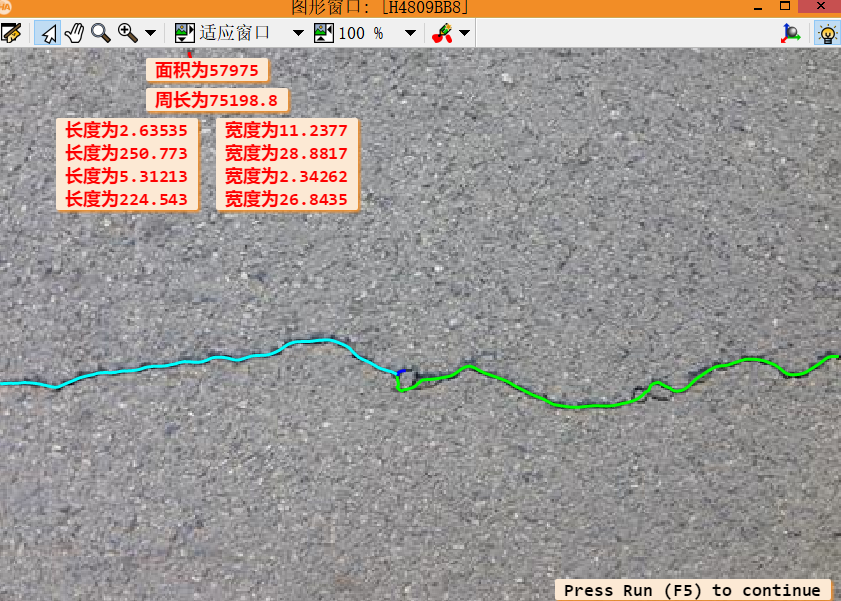 图形窗口: [H4809BB8]
适应窗口
100 %
面积为57975
周长为75198.8
长度为2.63535
长度为250.773
长度为5.31213
长度为224.543
宽度为11.2377
宽度为28.8817
宽度为2.34262
宽度为26.8435
Press Run (F5) to continue